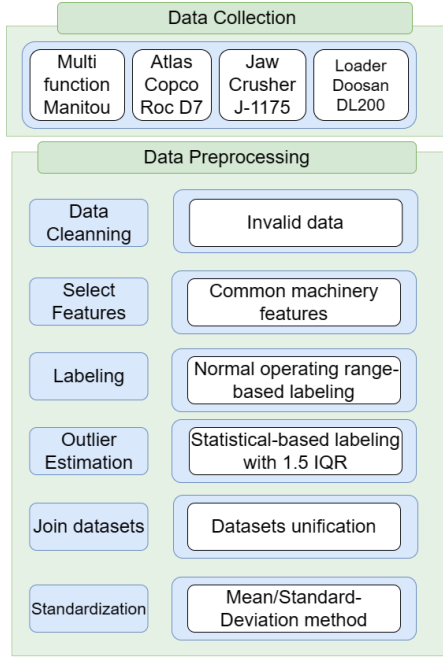 Data Collection
Multi
function
Manitou
Atlas
Copco
Roc D7
Jaw
Crusher
J-1175
Loader
Doosan
DL200
Data Preprocessing
Data
Cleanning
Invalid data
Select
Features
Common machinery
features
Labeling
Normal operating range-
based labeling
Outlier
Estimation
Statistical-based labeling
with 1.5 IQR
Join datasets
Datasets unification
Standardization
Mean/Standard-
Deviation method